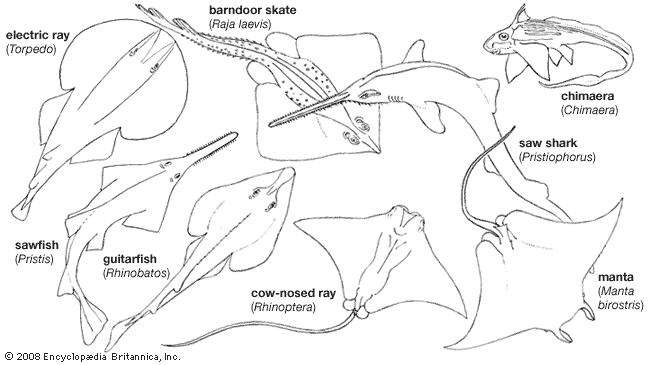 barndoor skate
(Raja laevis)
electric ray
(Torpedo)
chimaera
(Chimaera)
saw shark
(Pristiophorus)
sawfish
(Pristis)
guitarfish
(Rhinobatos)
cow-nosed ray
(Rhinoptera)
manta
(Manta
birostris)
© 2008 Encyclopædia Britannica, Inc.